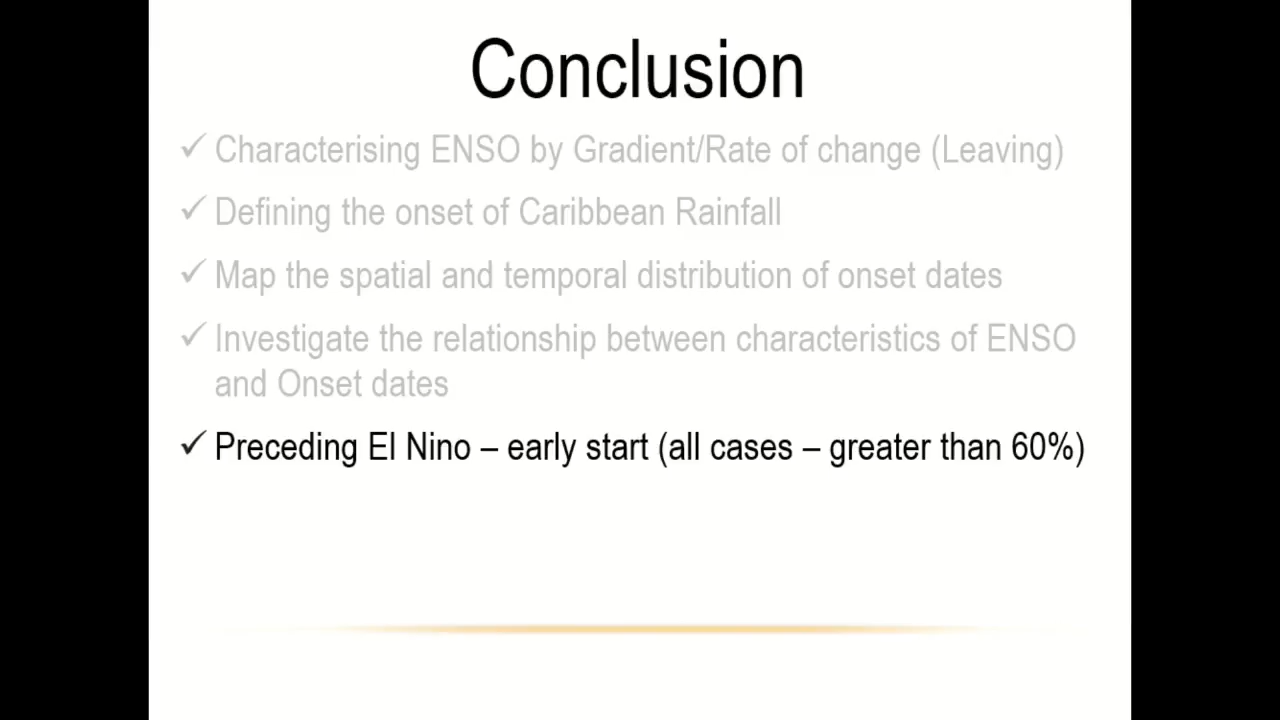 Conclusion
✓ Characterising ENSO by Gradient/Rate of change (Leaving)
✓ Defining the onset of Caribbean Rainfall
✓ Map the spatial and temporal distribution of onset dates
✓ Investigate the relationship between characteristics of ENSO
and Onset dates
✓ Preceding El Nino – early start (all cases – greater than 60%)